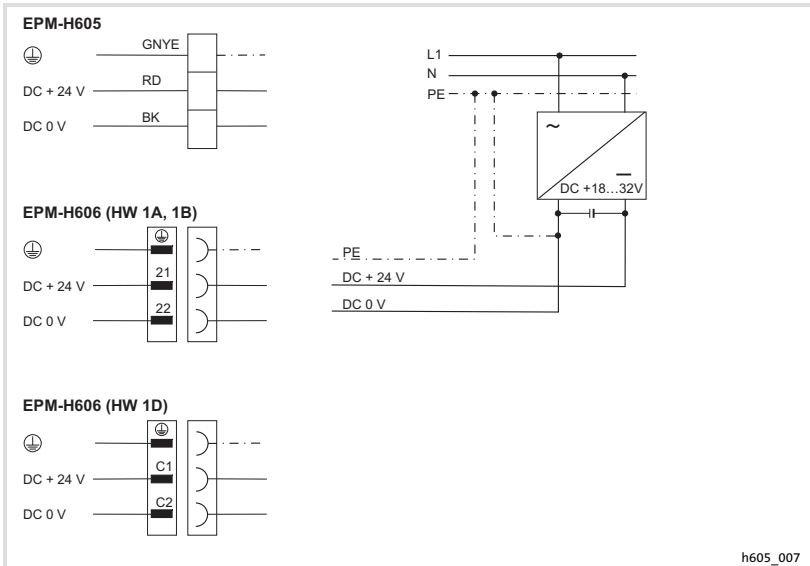 EPM-H605
GNYE
DC + 24 V
RD
DC 0 V
BK
EPM-H606 (HW 1A, 1B)
DC + 24 V
21
DC 0 V
22
EPM-H606 (HW 1D)
DC + 24 V
C1
DC 0 V
C2
L1
N
PE
~
DC +18...32V
PE
DC + 24 V
DC 0 V
h605_007